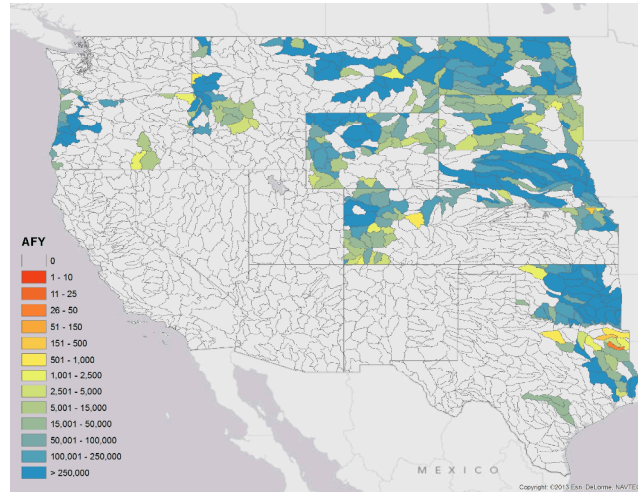 AFY
0
1 - 10
11 - 25
26 - 50
51 - 150
151 - 500
501 - 1,000
1,001 - 2,500
2,501 - 5,000
5,001 - 15,000
15,001 - 50,000
50,001 - 100,000
100,001 - 250,000
> 250,000
MEXICO
Copyright: ©2013 Esri, DeLorme, NAVTEQ